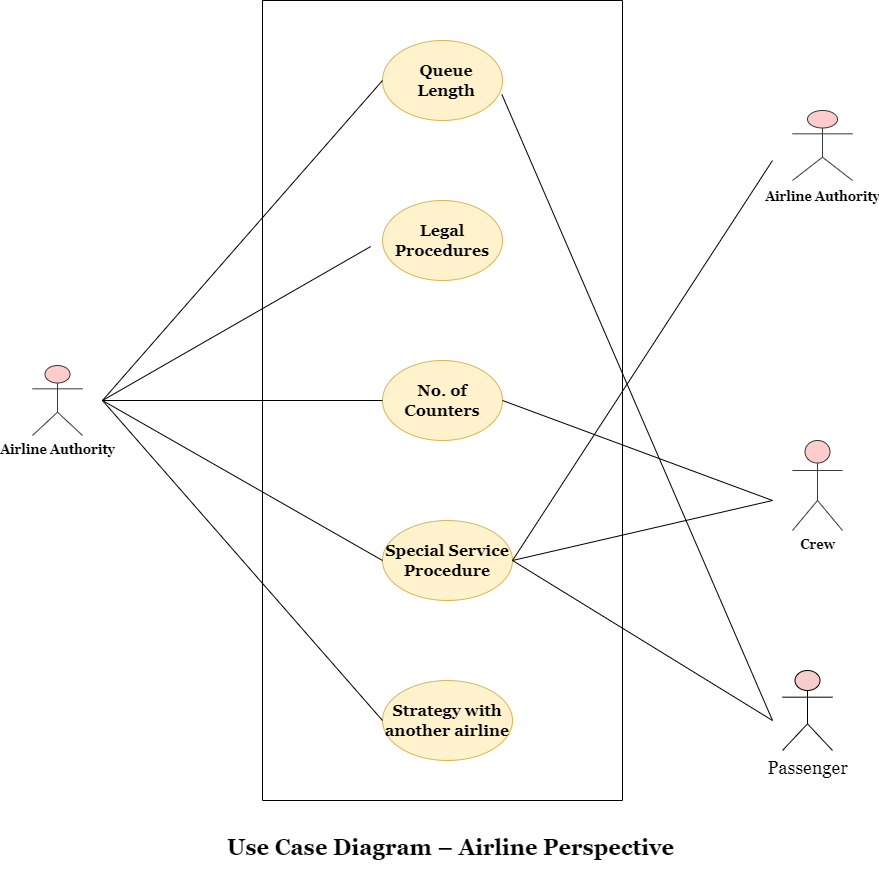 Queue
Length
Airline Authority
Legal
Procedures
No. of
Counters
Airline Authority
Crew
Special Service
Procedure
Strategy with
another airline
Passenger
Use Case Diagram – Airline Perspective